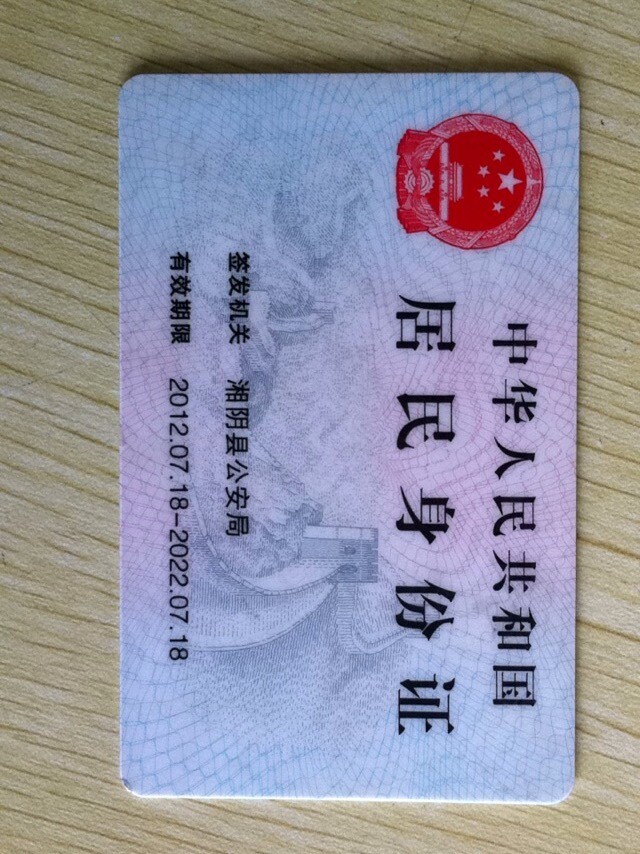 中华人民共和国
居民身份证
签发机关 湘阴县公安局
有效期限 2012.07.18-2022.07.18